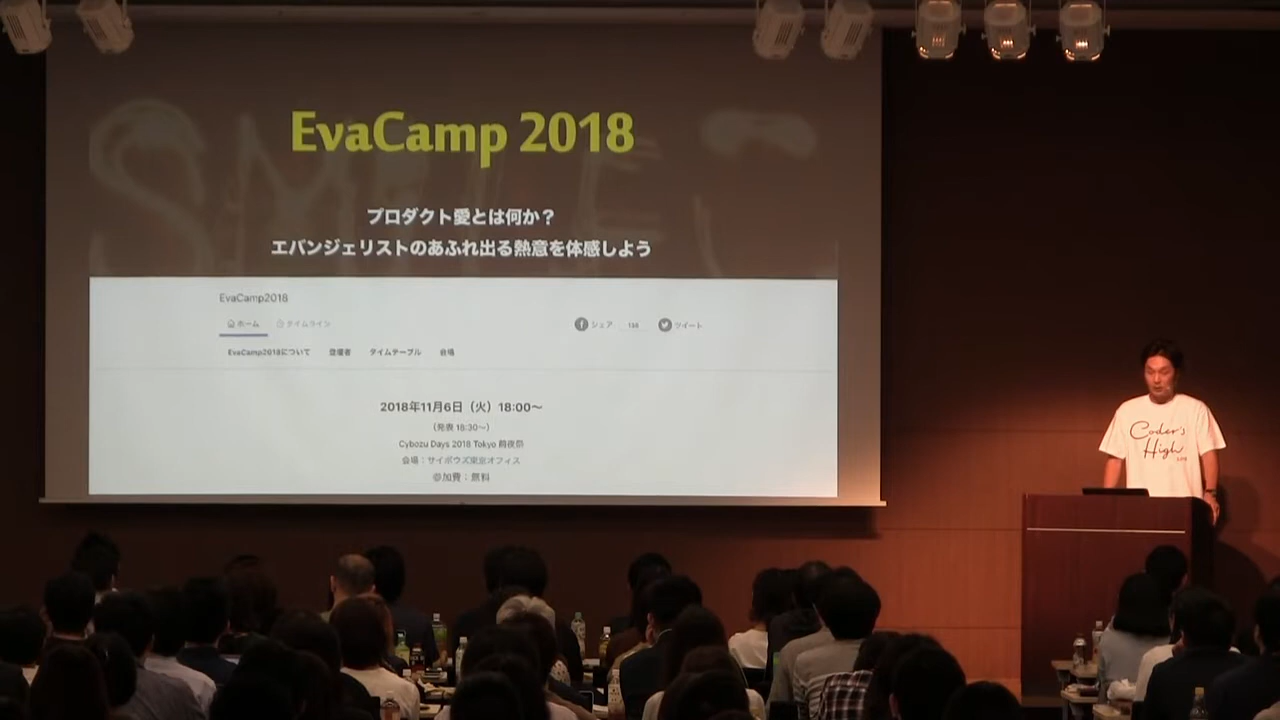 EvaCamp 2018
プロダクト愛とは何か？
エバンジェリストのあふれ出る熱意を体感しよう
EvaCamp2018
ホーム タイムライン
シェア 156 ツイート
EvaCamp2018について 登壇者 タイムテーブル 会場
2018年11月6日（火）18:00～
（発表 18:30～）
Cybozu Days 2018 Tokyo 前夜祭
会場：サイボウズ東京オフィス
参加費：無料
Coder's
High